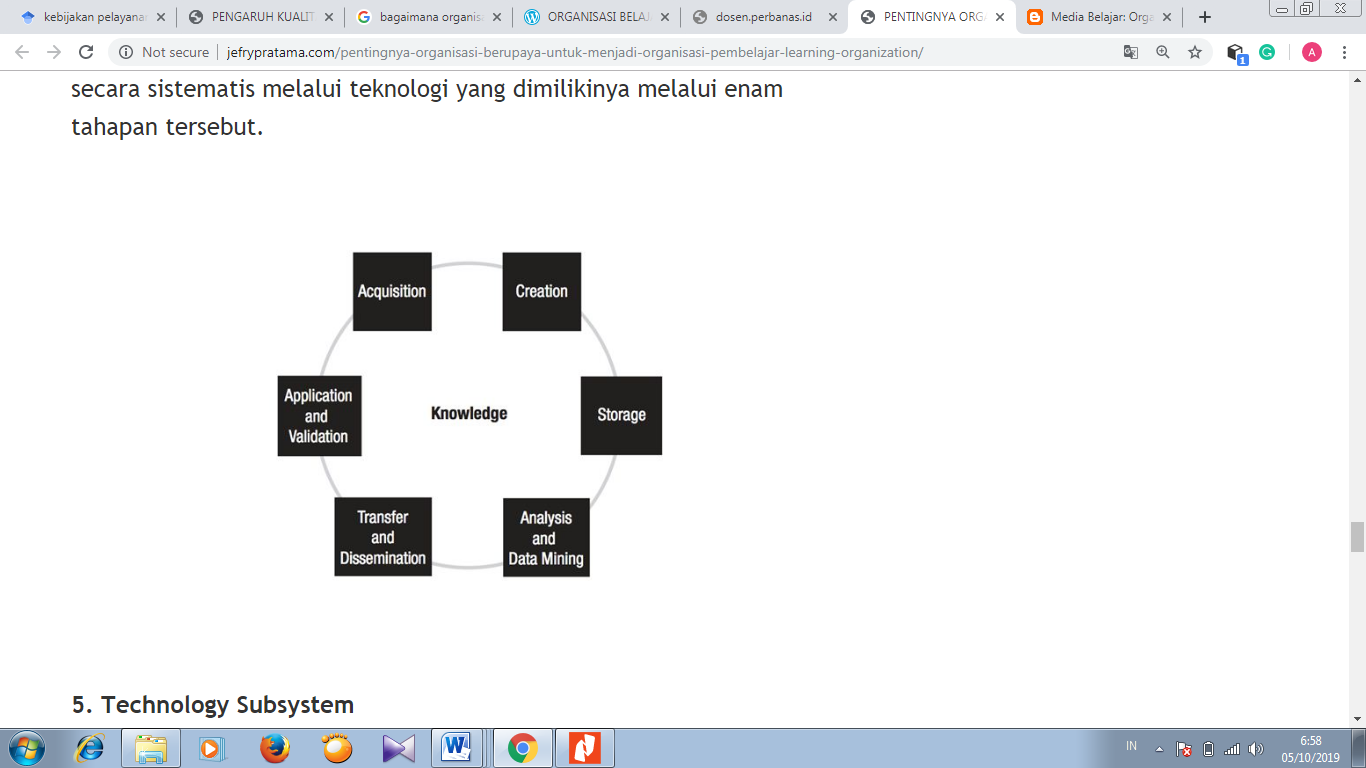 kebijakan pelayanan
PENGARUH KUALIT
bagaimana organis
ORGANISASI BELAJ
dosen.perbanas.id
PENTINGNYA ORG
Media Belajar: Orga
Not secure
jefrypratama.com/pentingnya-organisasi-berupaya-untuk-menjadi-organisasi-pembelajar-learning-organization/
A
1
secara sistematis melalui teknologi yang dimilikinya melalui enam
tahapan tersebut.
Acquisition
Creation
Application
and
Validation
Knowledge
Storage
Transfer
and
Dissemination
Analysis
and
Data Mining
5. Technology Subsystem
IN
6:58
05/10/2019